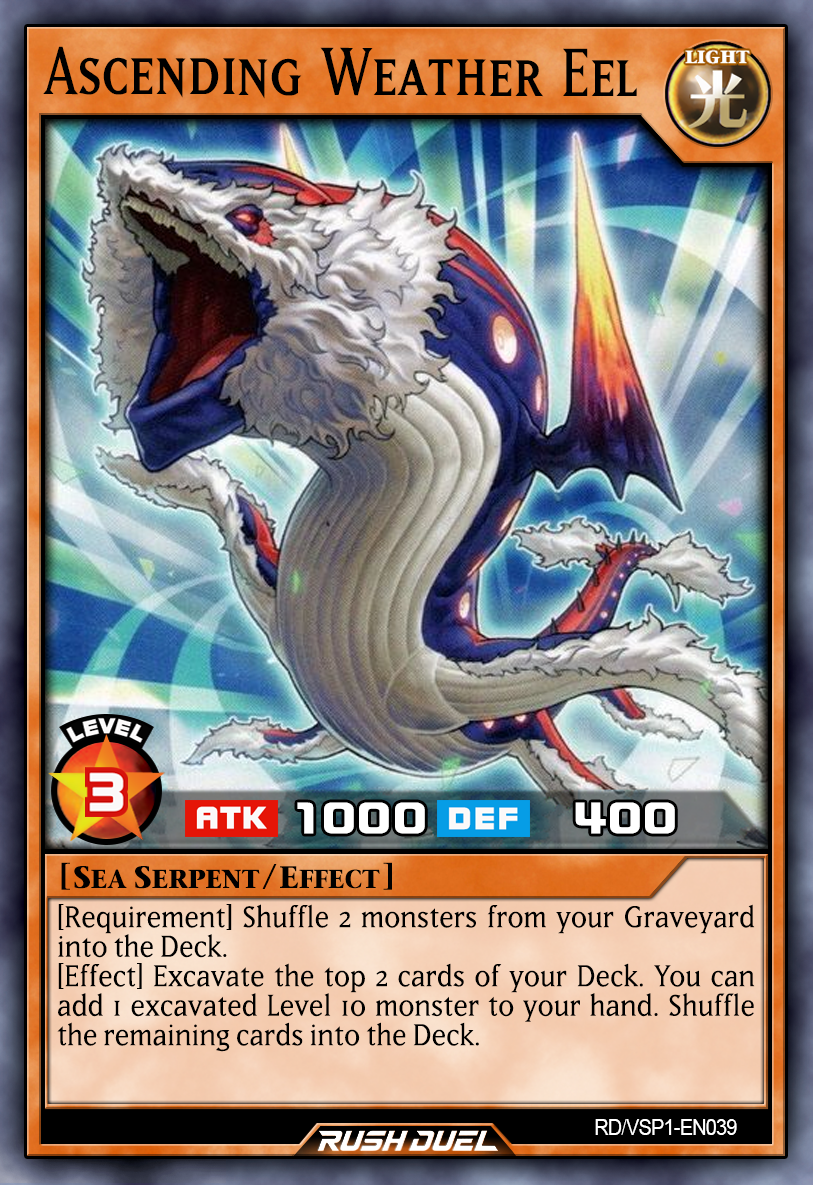 Ascending Weather Eel
LIGHT
光
LEVEL
3
ATK 1000 DEF 400
[Sea Serpent/Effect]
[Requirement] Shuffle 2 monsters from your Graveyard
into the Deck.
[Effect] Excavate the top 2 cards of your Deck. You can
add 1 excavated Level 10 monster to your hand. Shuffle
the remaining cards into the Deck.
RD/VSP1-EN039
RUSH DUEL